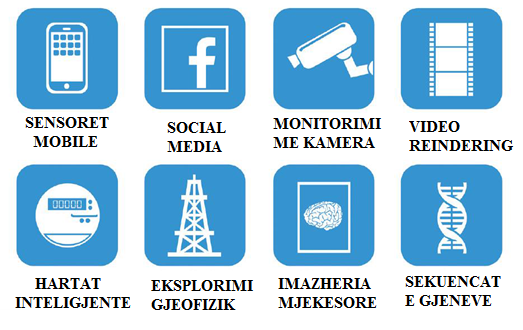 SENSORET
MOBILE
SOCIAL
MEDIA
MONITORIMI
ME KAMERA
VIDEO
REINDERING
HARTAT
INTELIGJENTE
EKSPLORIMI
GJEOFIZIK
IMAZHERIA
MJEKESORE
SEKUENCAT
E GJENEVE